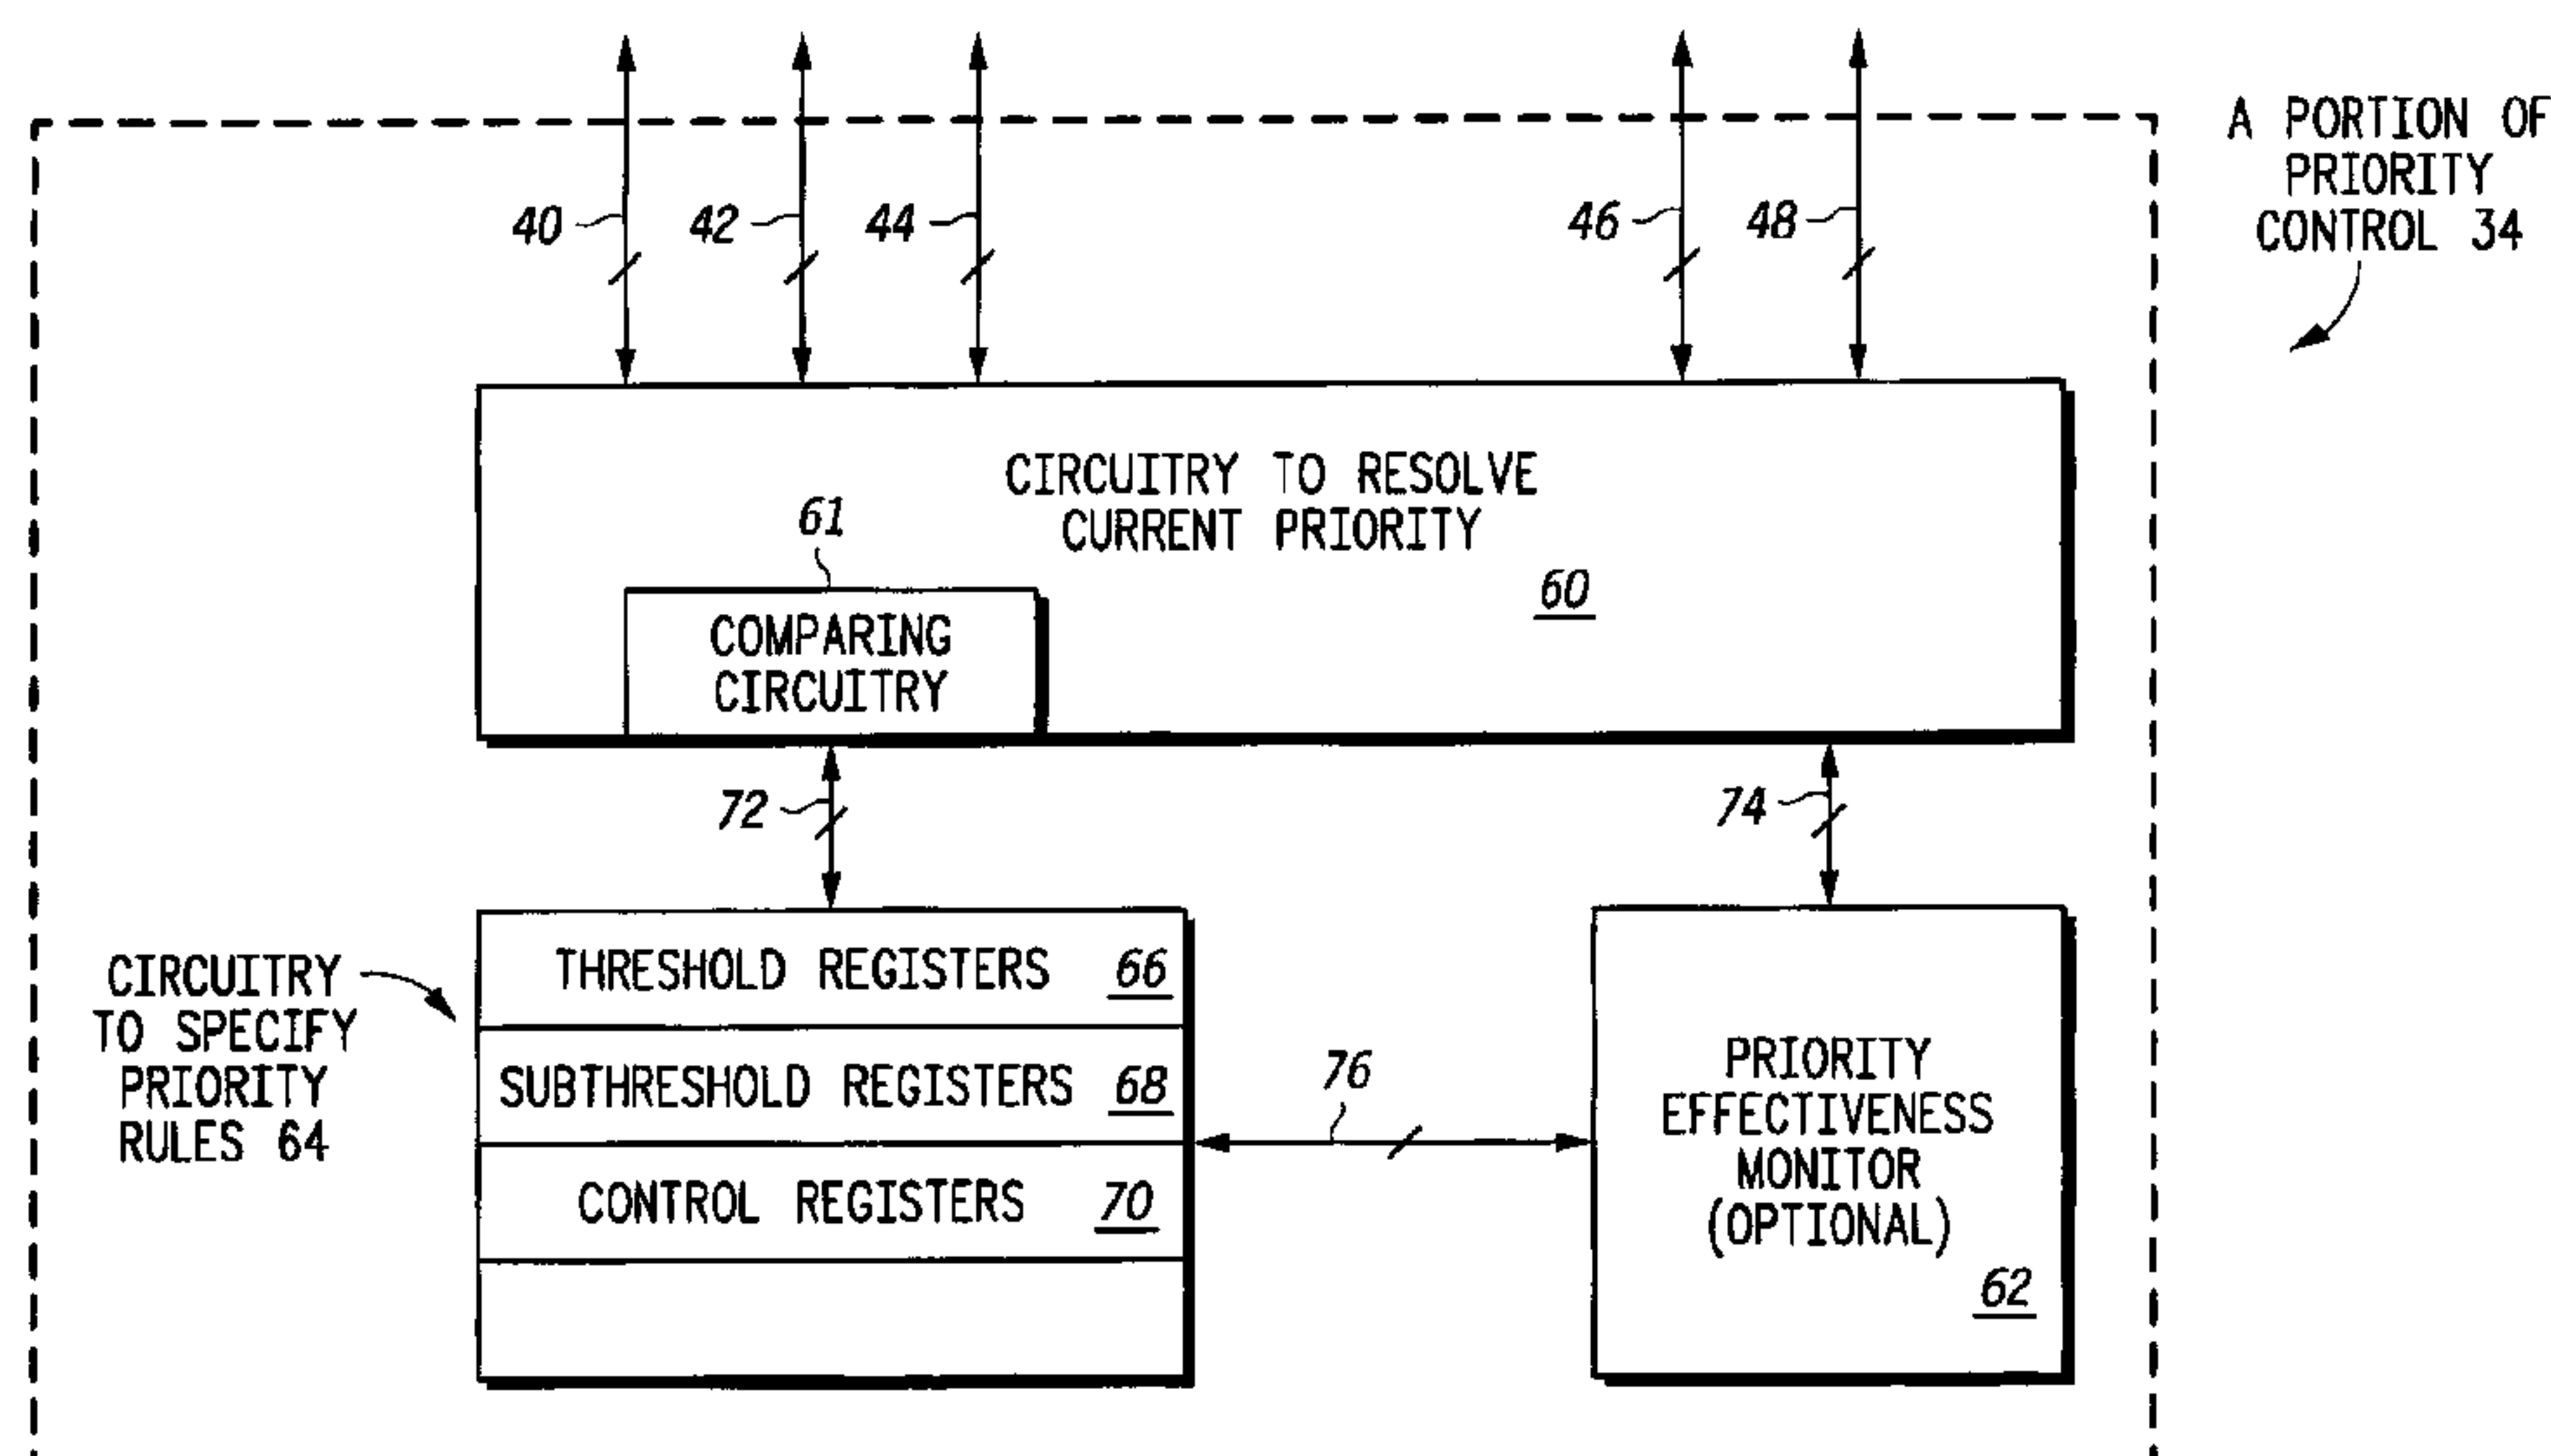 A PORTION OF
PRIORITY
CONTROL 34
40
42
44
46
48
CIRCUITRY TO RESOLVE
CURRENT PRIORITY
60
61
COMPARING
CIRCUITRY
72
74
CIRCUITRY
TO SPECIFY
PRIORITY
RULES 64
THRESHOLD REGISTERS 66
SUBTHRESHOLD REGISTERS 68
CONTROL REGISTERS 70
76
PRIORITY
EFFECTIVENESS
MONITOR
(OPTIONAL)
62